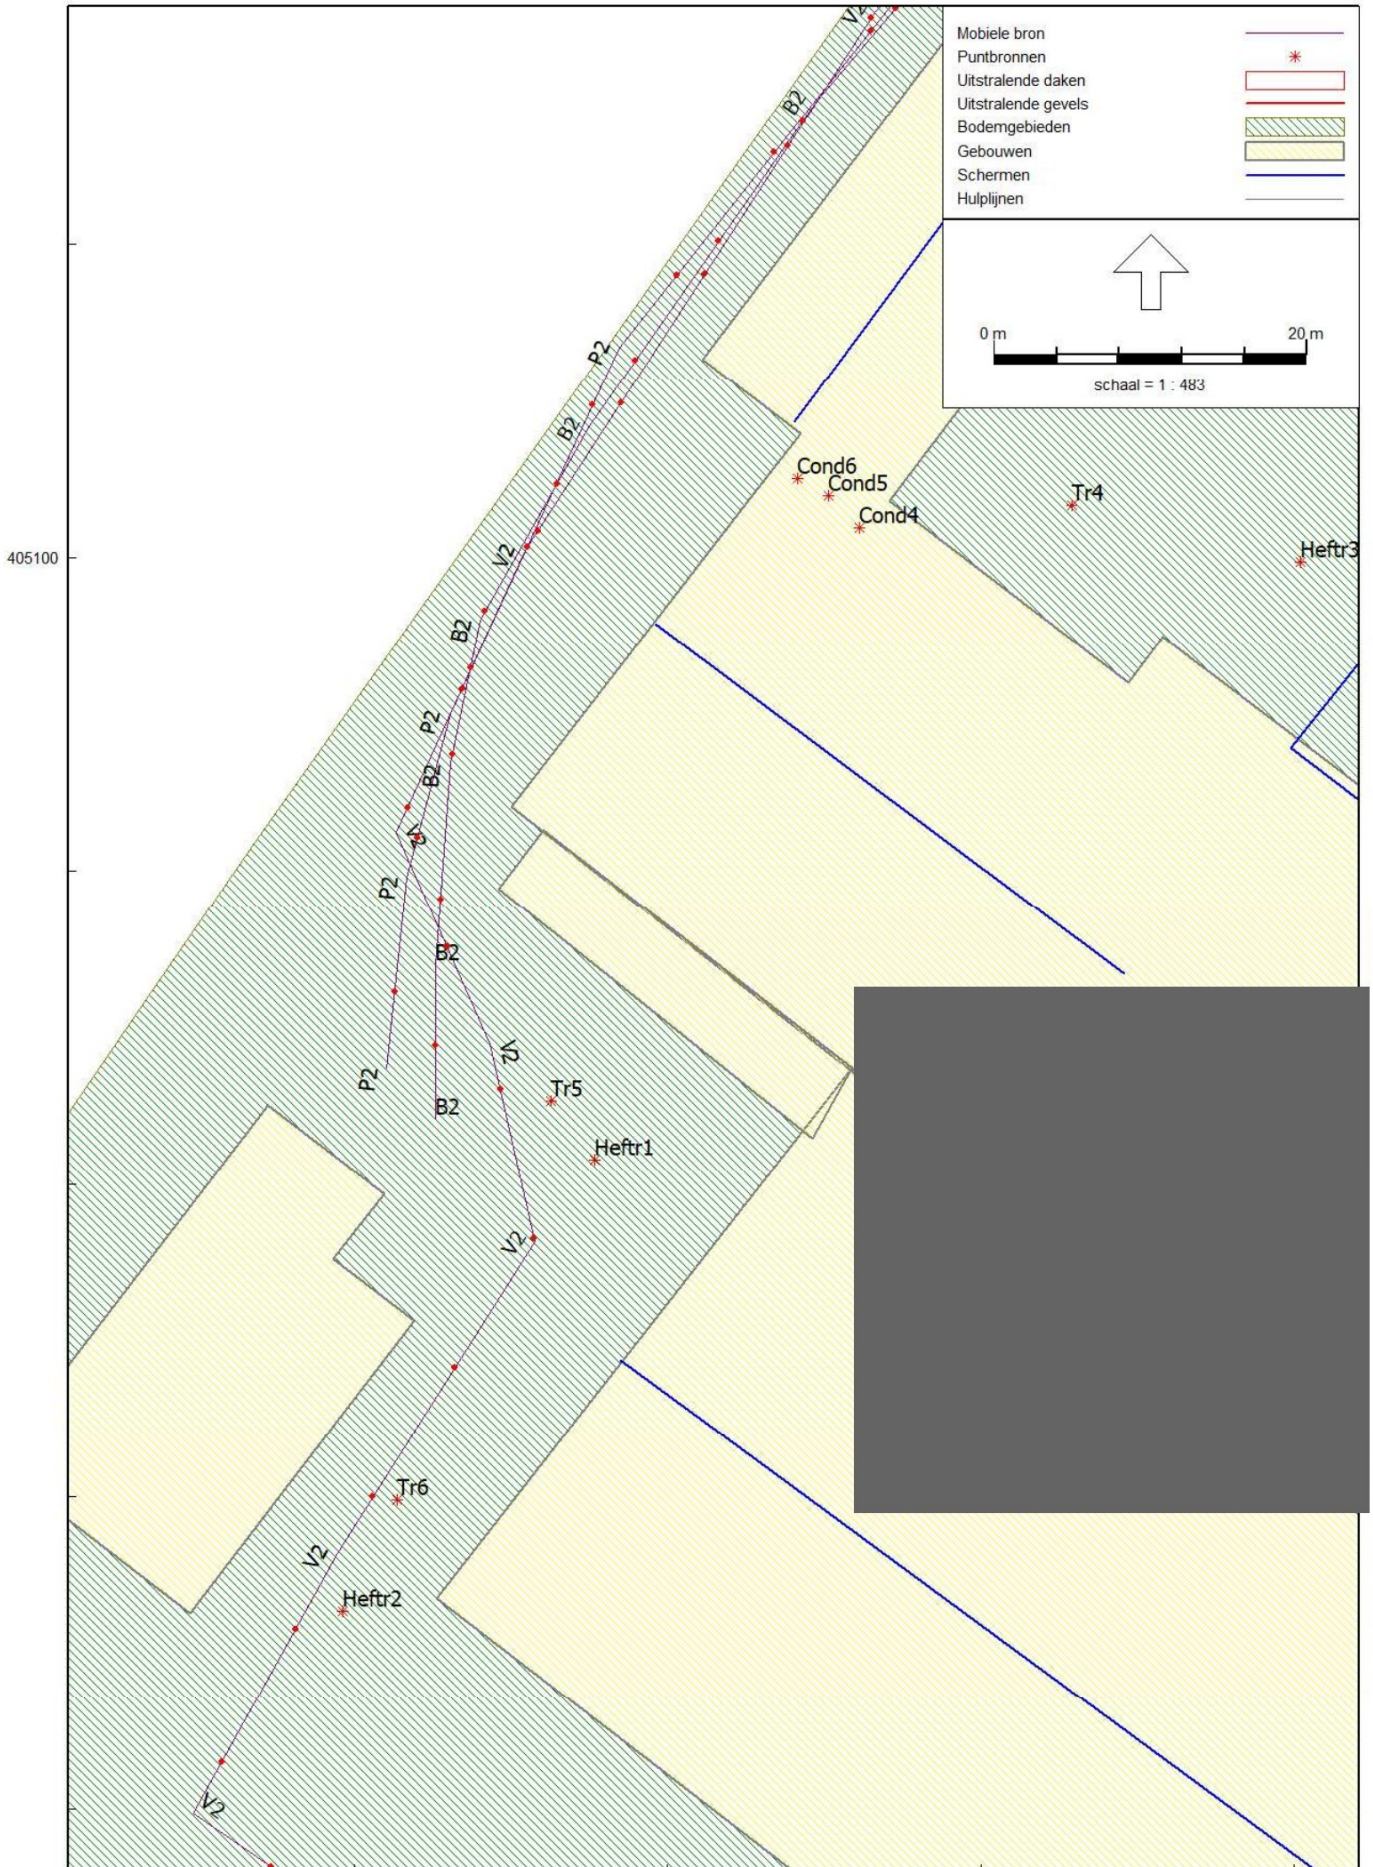 V2
Mobiele bron
Puntbronnen
Uitstralende daken
Uitstralende gevels
Bodemgebieden
Gebouwen
Schermen
Hulplijnen
B2
0 m
20 m
schaal = 1 : 483
P2
B2
Cond6
Cond5
Cond4
Tr4
Heftr3
405100
V2
B2
P2
B2
V2
P2
B2
V2
P2
B2
Tr5
Heftr1
V2
Tr6
V2
Heftr2
V2